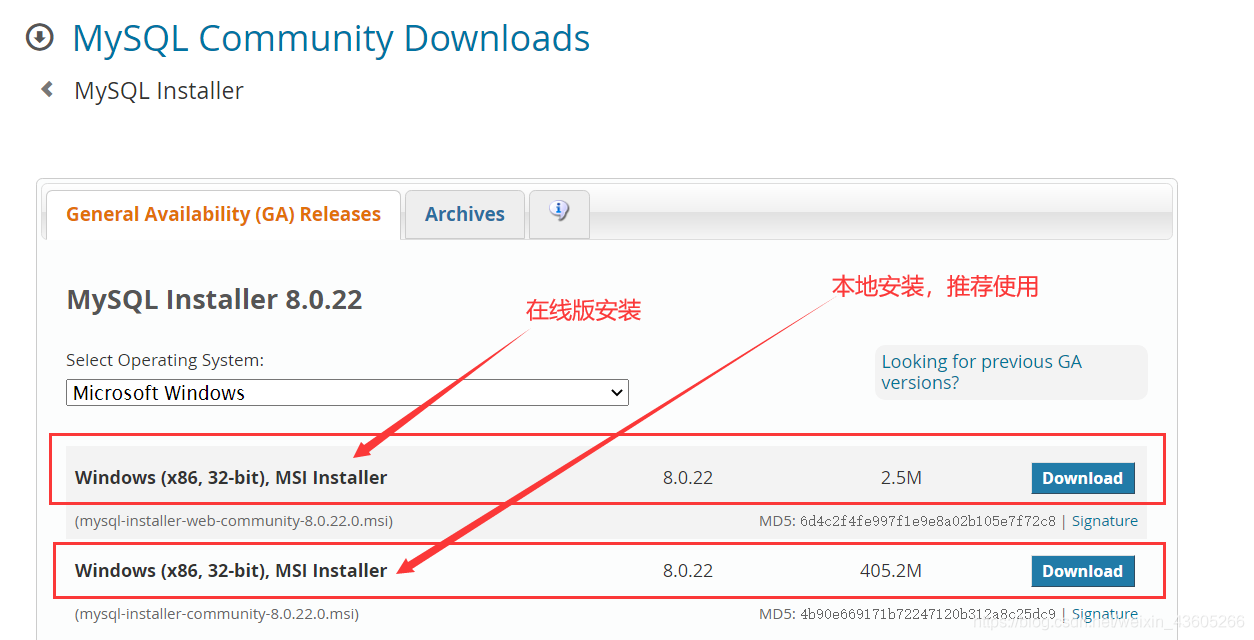 MySQL Community Downloads
MySQL Installer
General Availability (GA) Releases
Archives
MySQL Installer 8.0.22
在线版安装
本地安装，推荐使用
Select Operating System:
Microsoft Windows
Looking for previous GA
versions?
Windows (x86, 32-bit), MSI Installer 8.0.22 2.5M Download
(mysql-installer-web-community-8.0.22.0.msi) MD5: 6d4c2f4fe997f1e9e8a02b105e7f72c8 | Signature
Windows (x86, 32-bit), MSI Installer 8.0.22 405.2M Download
(mysql-installer-community-8.0.22.0.msi) MD5: 4b90e669171b72247120b312a8c25dc9 | Signature
https://blog.csdn.net/weixin_43605266